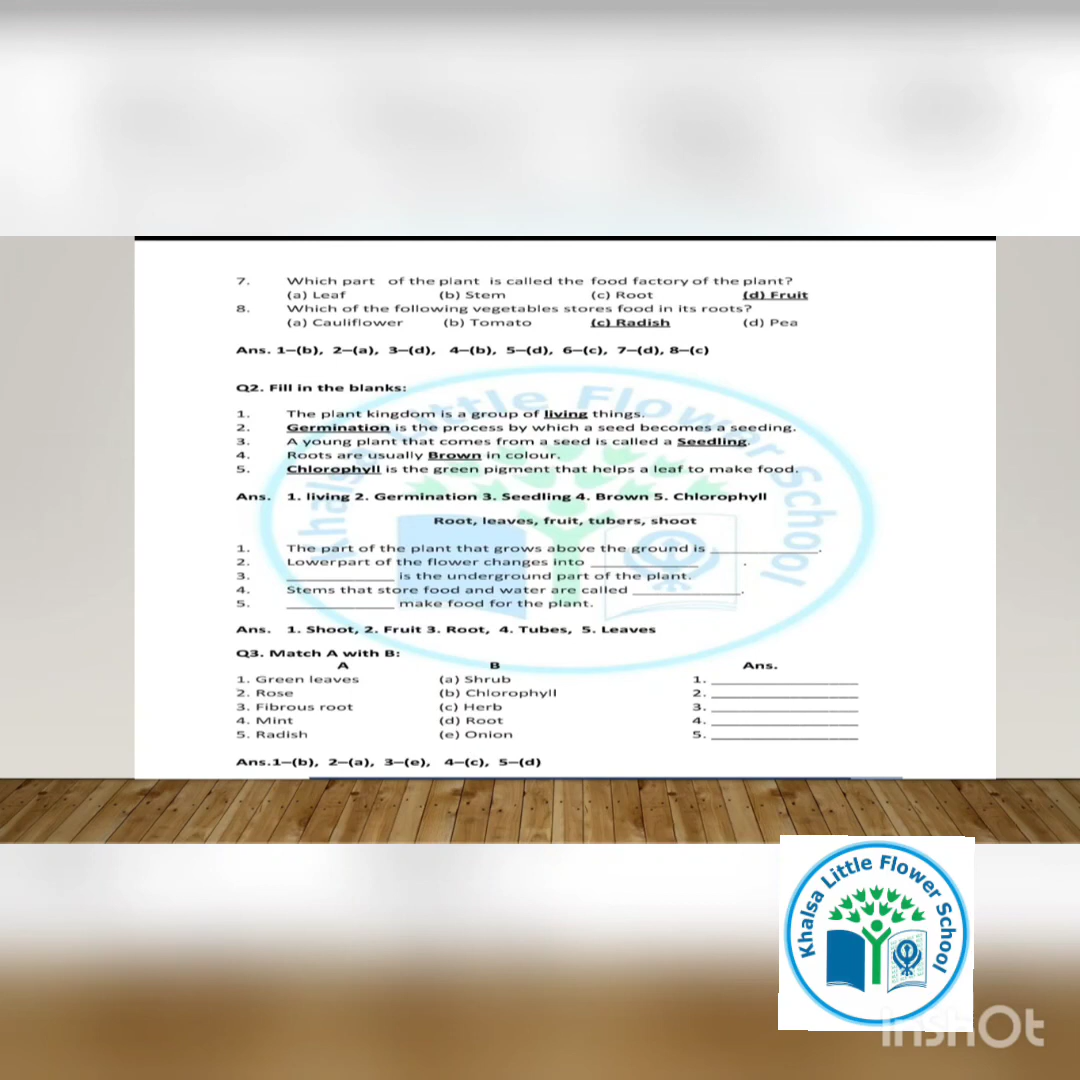 7. Which part of the plant is called the food factory of the plant?
(a) Leaf (b) Stem (c) Root (d) Fruit
8. Which of the following vegetables stores food in its roots?
(a) Cauliflower (b) Tomato (c) Radish (d) Pea
Ans. 1–(b), 2–(a), 3–(d), 4–(b), 5–(d), 6–(c), 7–(d), 8–(c)
Q2. Fill in the blanks:
1. The plant kingdom is a group of living things.
2. Germination is the process by which a seed becomes a seeding.
3. A young plant that comes from a seed is called a Seedling.
4. Roots are usually Brown in colour.
5. Chlorophyll is the green pigment that helps a leaf to make food.
Ans. 1. living 2. Germination 3. Seedling 4. Brown 5. Chlorophyll
Root, leaves, fruit, tubers, shoot
1. The part of the plant that grows above the ground is ____________.
2. Lowerpart of the flower changes into ____________ .
3. ____________ is the underground part of the plant.
4. Stems that store food and water are called ____________.
5. ____________ make food for the plant.
Ans. 1. Shoot, 2. Fruit 3. Root, 4. Tubes, 5. Leaves
Q3. Match A with B:
A B Ans.
1. Green leaves (a) Shrub 1. ____________
2. Rose (b) Chlorophyll 2. ____________
3. Fibrous root (c) Herb 3. ____________
4. Mint (d) Root 4. ____________
5. Radish (e) Onion 5. ____________
Ans.1–(b), 2–(a), 3–(e), 4–(c), 5–(d)
Khalsa Little Flower School
Khalsa Little Flower School
InshOt